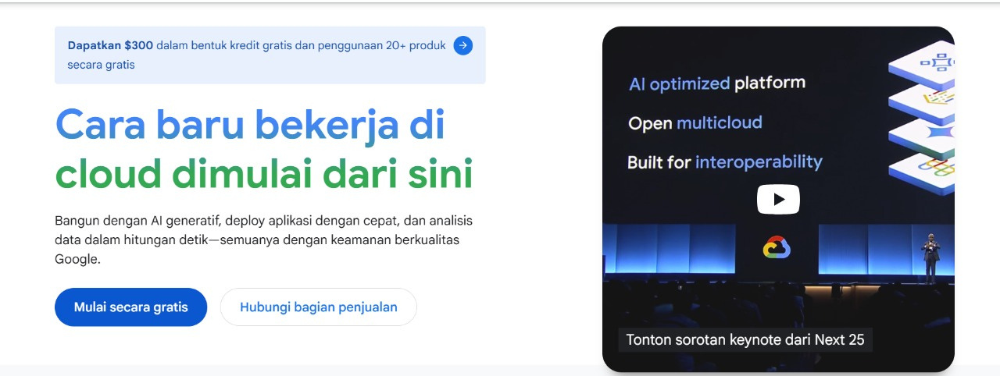 Dapatkan $300 dalam bentuk kredit gratis dan penggunaan 20+ produk
secara gratis
Cara baru bekerja di
cloud dimulai dari sini
Bangun dengan AI generatif, deploy aplikasi dengan cepat, dan analisis
data dalam hitungan detik—semuanya dengan keamanan berkualitas
Google.
Mulai secara gratis
Hubungi bagian penjualan
AI optimized platform
Open multicloud
Built for interoperability
Tonton sorotan keynote dari Next 25